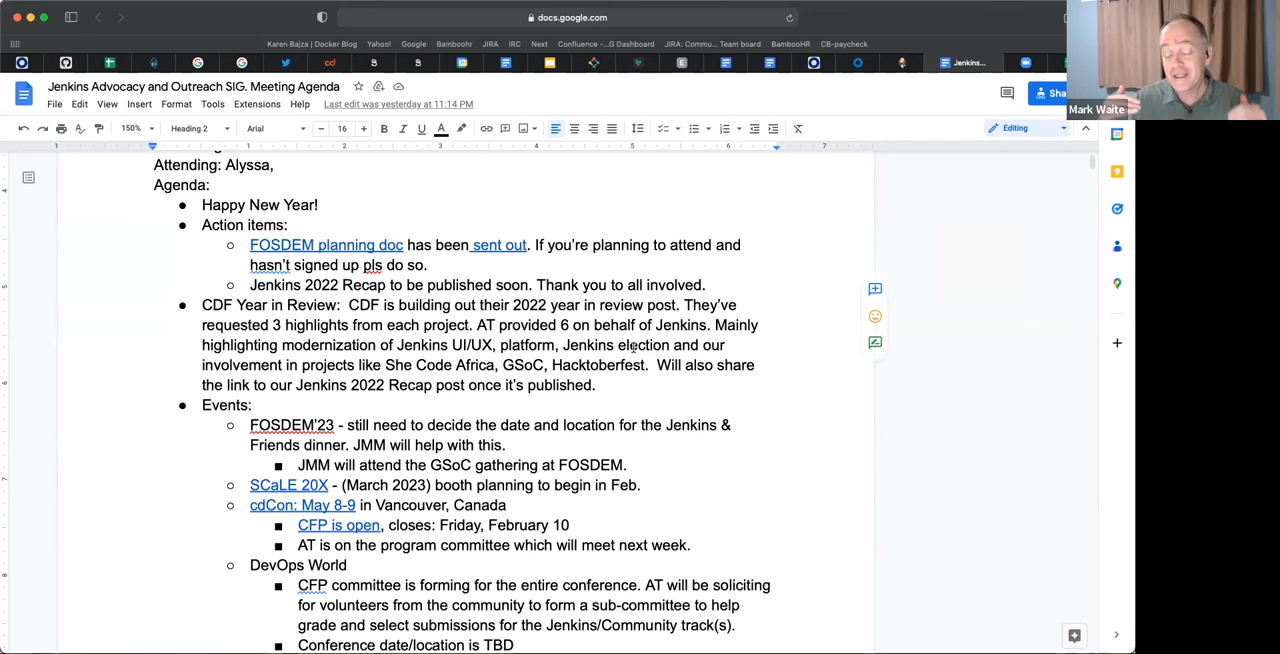 docs.google.com
Karen Bajza | Docker Blog Yahoo! Google Bamboohr JIRA IRC Next Confluence -...G Dashboard JIRA: Commu... Team board BambooHR CB-paycheck
Jenkins...
Jenkins Advocacy and Outreach SIG. Meeting Agenda
Sha
Mark Waite
File Edit View Insert Format Tools Extensions Help Last edit was yesterday at 11:14 PM
150% Heading 2 Arial 16 Editing
1 1 2 3 4 5 6 7
Attending: Alyssa,
Agenda:
● Happy New Year!
● Action items:
○ FOSDEM planning doc has been sent out. If you’re planning to attend and
hasn’t signed up pls do so.
○ Jenkins 2022 Recap to be published soon. Thank you to all involved.
● CDF Year in Review: CDF is building out their 2022 year in review post. They’ve
requested 3 highlights from each project. AT provided 6 on behalf of Jenkins. Mainly
highlighting modernization of Jenkins UI/UX, platform, Jenkins election and our
involvement in projects like She Code Africa, GSoC, Hacktoberfest. Will also share
the link to our Jenkins 2022 Recap post once it’s published.
● Events:
○ FOSDEM’23 - still need to decide the date and location for the Jenkins &
Friends dinner. JMM will help with this.
■ JMM will attend the GSoC gathering at FOSDEM.
○ SCaLE 20X - (March 2023) booth planning to begin in Feb.
○ cdCon: May 8-9 in Vancouver, Canada
■ CFP is open, closes: Friday, February 10
■ AT is on the program committee which will meet next week.
○ DevOps World
■ CFP committee is forming for the entire conference. AT will be soliciting
for volunteers from the community to form a sub-committee to help
grade and select submissions for the Jenkins/Community track(s).
■ Conference date/location is TBD